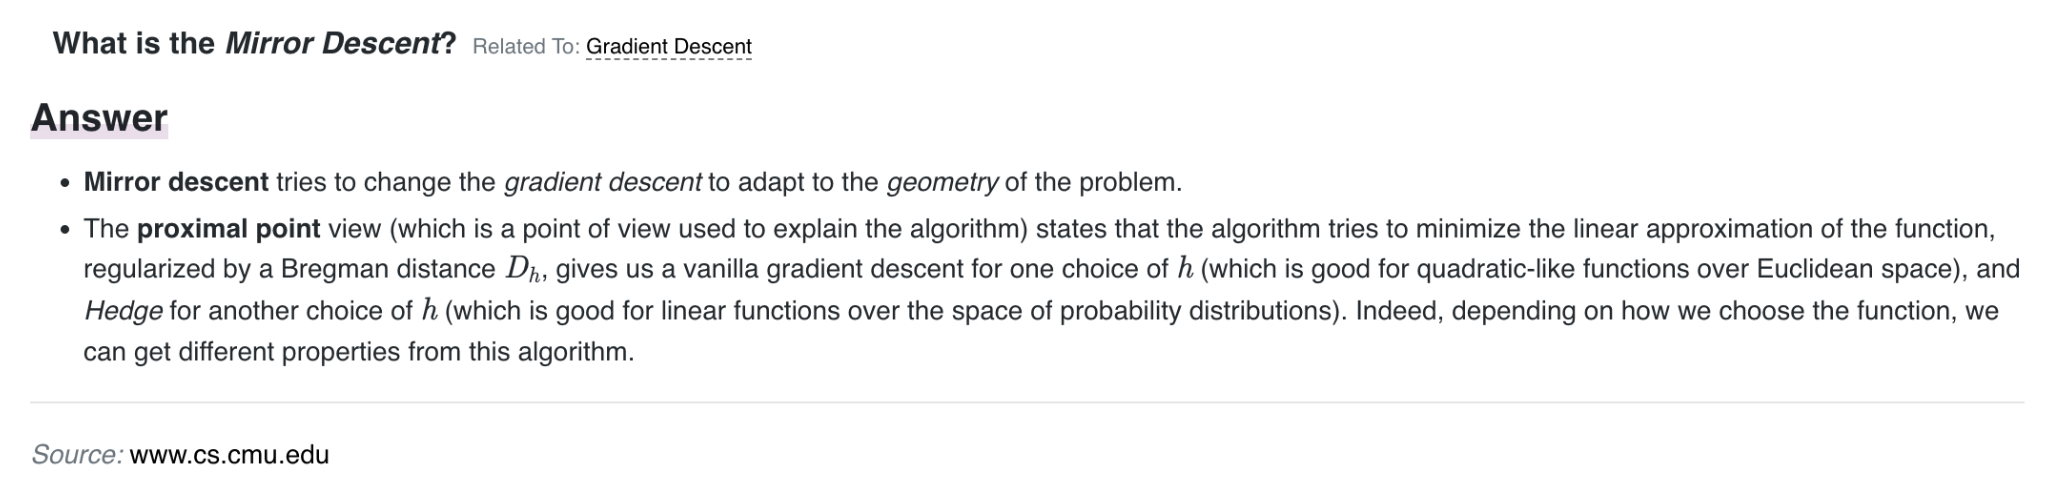 What is the Mirror Descent? Related To: Gradient Descent
Answer
• Mirror descent tries to change the gradient descent to adapt to the geometry of the problem.
• The proximal point view (which is a point of view used to explain the algorithm) states that the algorithm tries to minimize the linear approximation of the function,
regularized by a Bregman distance D_h, gives us a vanilla gradient descent for one choice of h (which is good for quadratic-like functions over Euclidean space), and
Hedge for another choice of h (which is good for linear functions over the space of probability distributions). Indeed, depending on how we choose the function, we
can get different properties from this algorithm.
Source: www.cs.cmu.edu